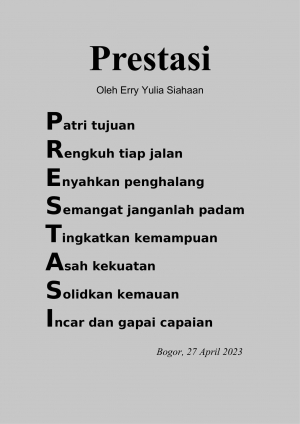 Prestasi
Oleh Erry Yulia Siahaan
Patri tujuan
Rengkuh tiap jalan
Enyahkan penghalang
Semangat janganlah padam
Tingkatkan kemampuan
Asah kekuatan
Solidkan kemauan
Incar dan gapai capaian
Bogor, 27 April 2023